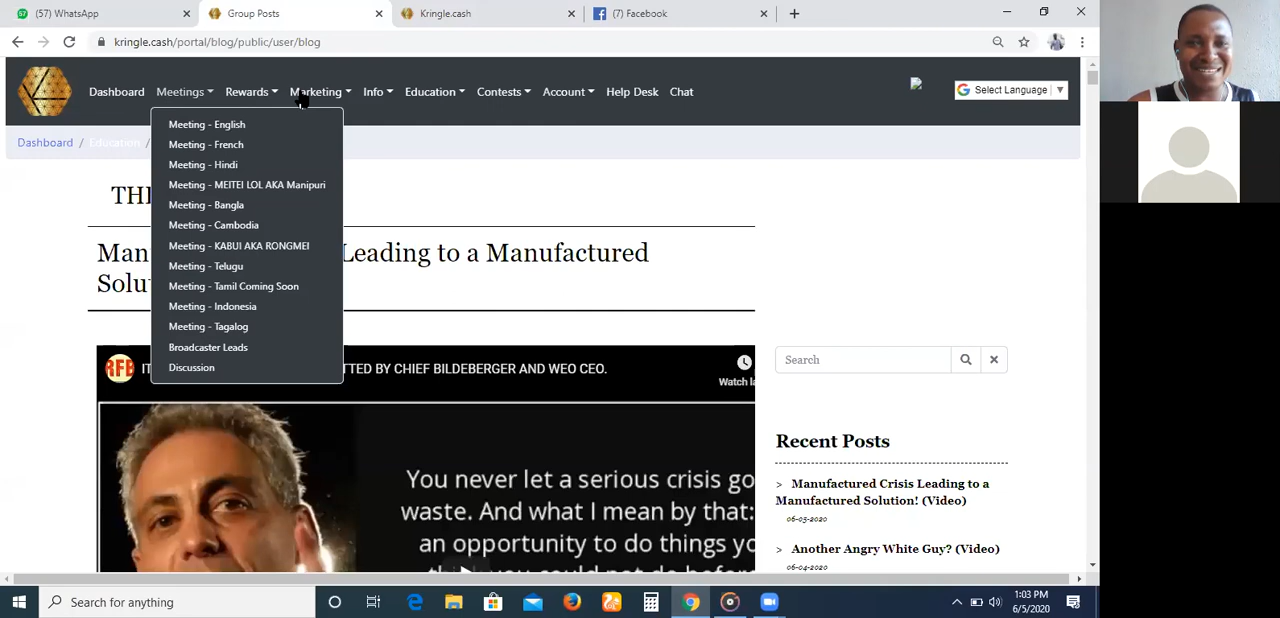 (57) WhatsApp
Group Posts
Kringle.cash
(7) Facebook
kringle.cash/portal/blog/public/user/blog
Dashboard Meetings Rewards Marketing Info Education Contests Account Help Desk Chat
Select Language
Meeting - English
Meeting - French
Meeting - Hindi
Meeting - MEITEI LOL AKA Manipuri
Meeting - Bangla
Meeting - Cambodia
Meeting - KABUI AKA RONGMEI
Meeting - Telugu
Meeting - Tamil Coming Soon
Meeting - Indonesia
Meeting - Tagalog
Broadcaster Leads
Discussion
Dashboard / Education /
Leading to a Manufactured
RFB
TTED BY CHIEF BILDEBERGER AND WEO CEO.
You never let a serious crisis go
waste. And what I mean by that:
an opportunity to do things
Search
Recent Posts
> Manufactured Crisis Leading to a
Manufactured Solution! (Video)
06-03-2020
> Another Angry White Guy? (Video)
06-04-2020
Search for anything
1:03 PM
6/5/2020